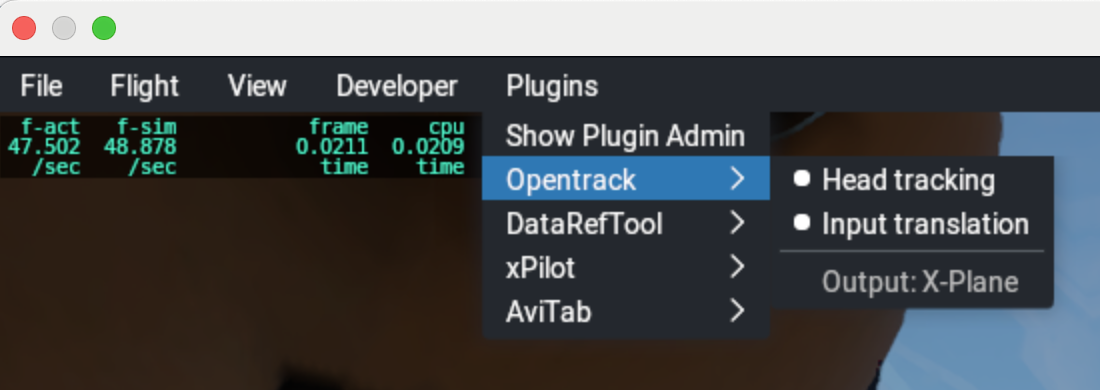 File Flight View Developer Plugins
f-act f-sim frame cpu
47.502 48.878 0.0211 0.0209
/sec /sec time time
Show Plugin Admin
Opentrack
DataRefTool
xPilot
AviTab
Head tracking
Input translation
Output: X-Plane